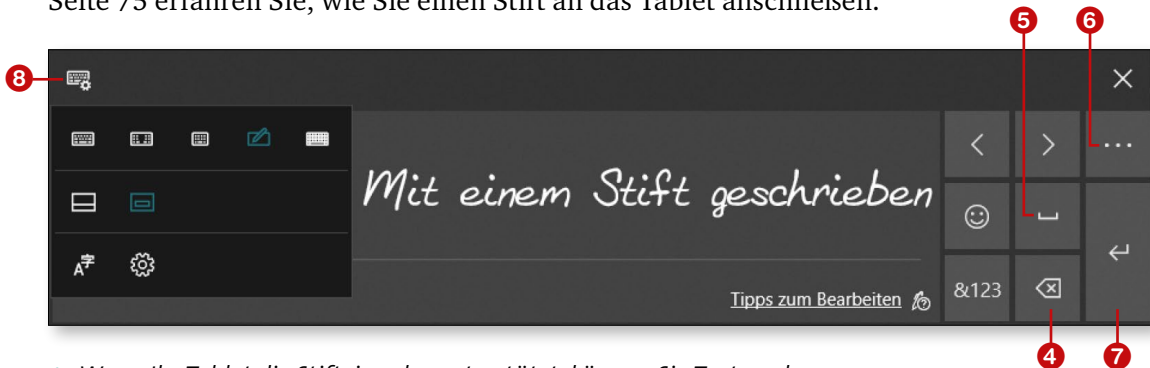 Seite 75 erfahren Sie, wie Sie einen Stift an das Tablet anschließen.
5 6
8
Mit einem Stift geschrieben
Tipps zum Bearbeiten
&123
4 7